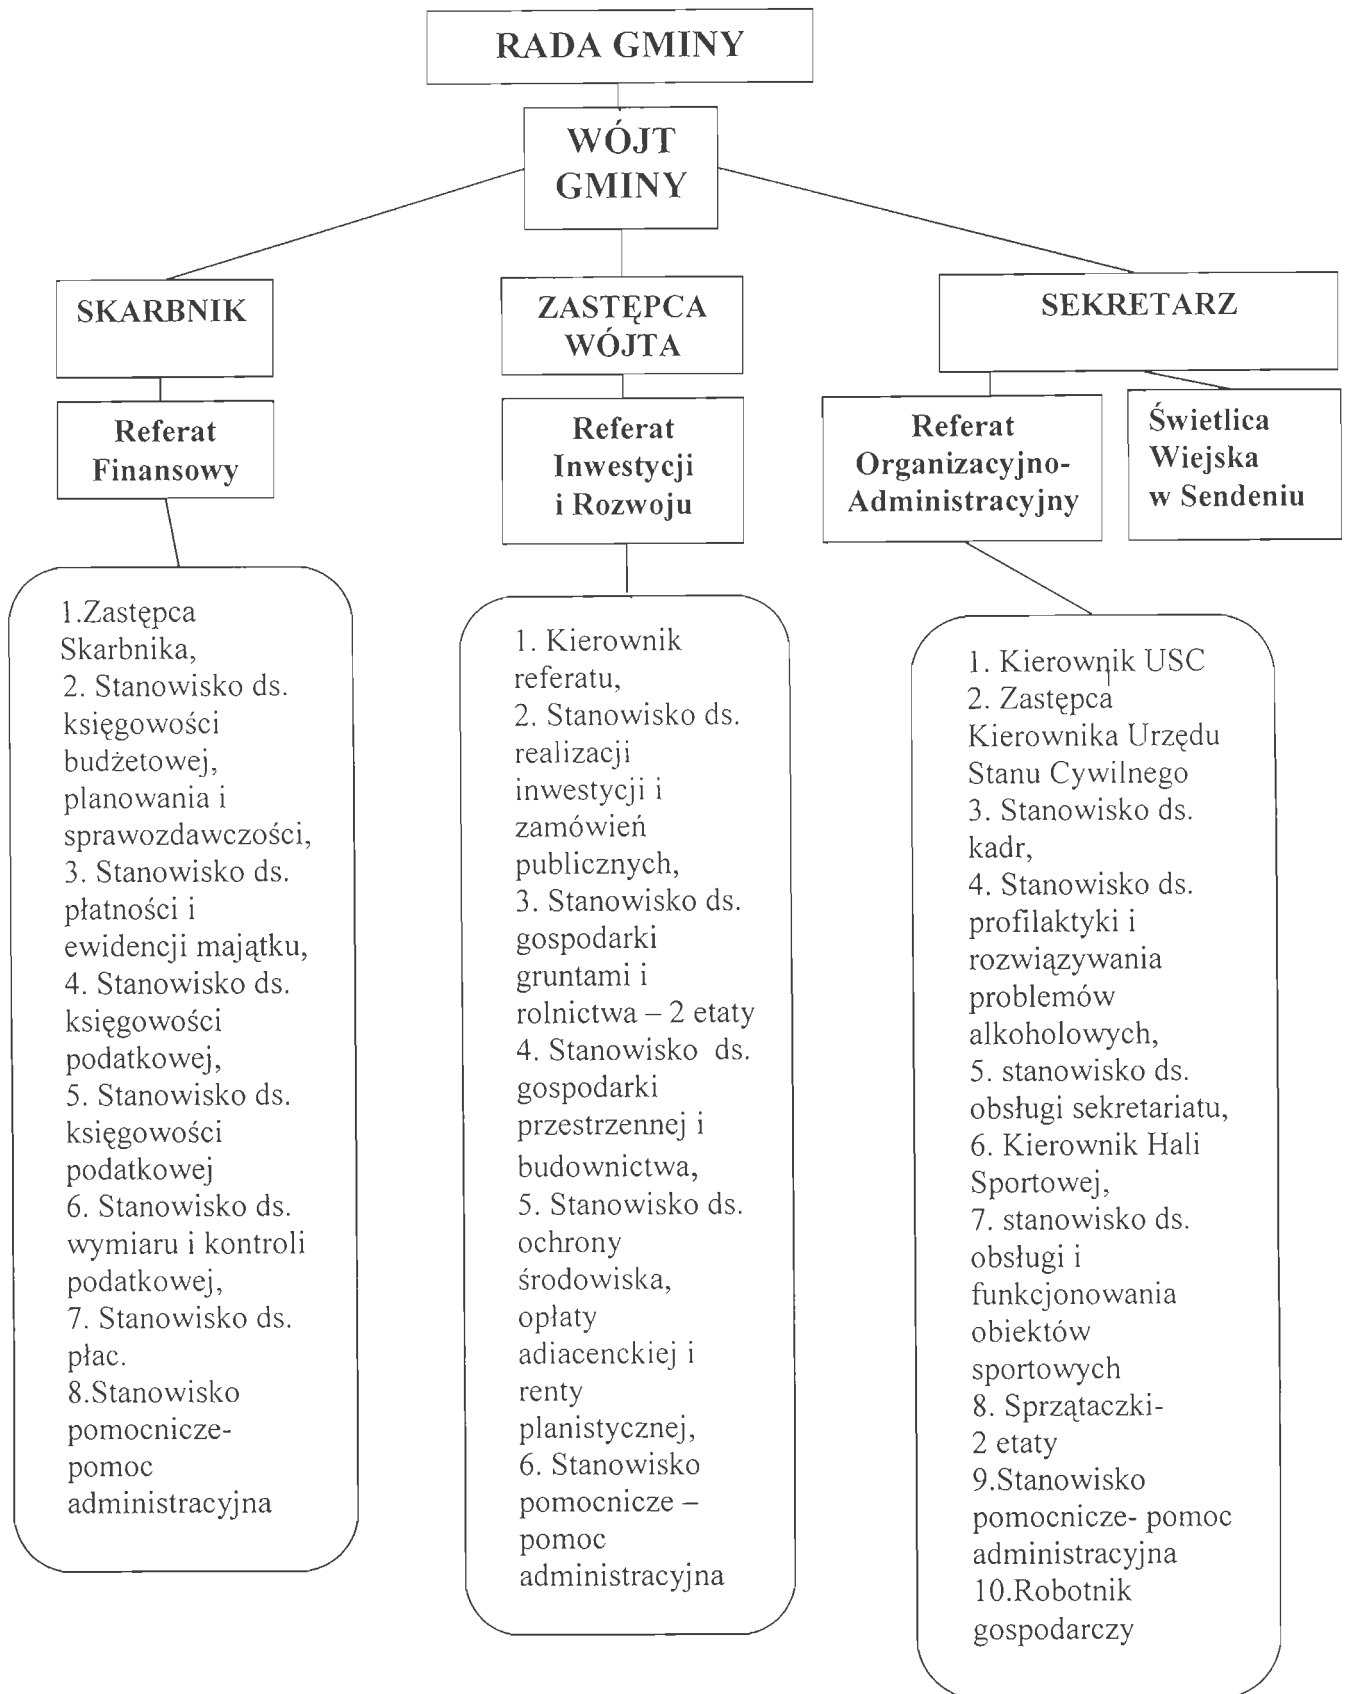 RADA GMINY
WÓJT
GMINY
SKARBNIK
ZASTĘPCA
WÓJTA
SEKRETARZ
Referat
Finansowy
Referat
Inwestycji
i Rozwoju
Referat
Organizacyjno-
Administracyjny
Świetlica
Wiejska
w Sendeniu
1.Zastępca
Skarbnika,
2. Stanowisko ds.
księgowości
budżetowej,
planowania i
sprawozdawczości,
3. Stanowisko ds.
płatności i
ewidencji majątku,
4. Stanowisko ds.
księgowości
podatkowej,
5. Stanowisko ds.
księgowości
podatkowej
6. Stanowisko ds.
wymiaru i kontroli
podatkowej,
7. Stanowisko ds.
płac.
8.Stanowisko
pomocnicze-
pomoc
administracyjna
1. Kierownik
referatu,
2. Stanowisko ds.
realizacji
inwestycji i
zamówień
publicznych,
3. Stanowisko ds.
gospodarki
gruntami i
rolnictwa – 2 etaty
4. Stanowisko ds.
gospodarki
przestrzennej i
budownictwa,
5. Stanowisko ds.
ochrony
środowiska,
opłaty
adiacenckiej i
renty
planistycznej,
6. Stanowisko
pomocnicze –
pomoc
administracyjna
1. Kierownik USC
2. Zastępca
Kierownika Urzędu
Stanu Cywilnego
3. Stanowisko ds.
kadr,
4. Stanowisko ds.
profilaktyki i
rozwiązywania
problemów
alkoholowych,
5. stanowisko ds.
obsługi sekretariatu,
6. Kierownik Hali
Sportowej,
7. stanowisko ds.
obsługi i
funkcjonowania
obiektów
sportowych
8. Sprzątaczki-
2 etaty
9.Stanowisko
pomocnicze- pomoc
administracyjna
10.Robotnik
gospodarczy